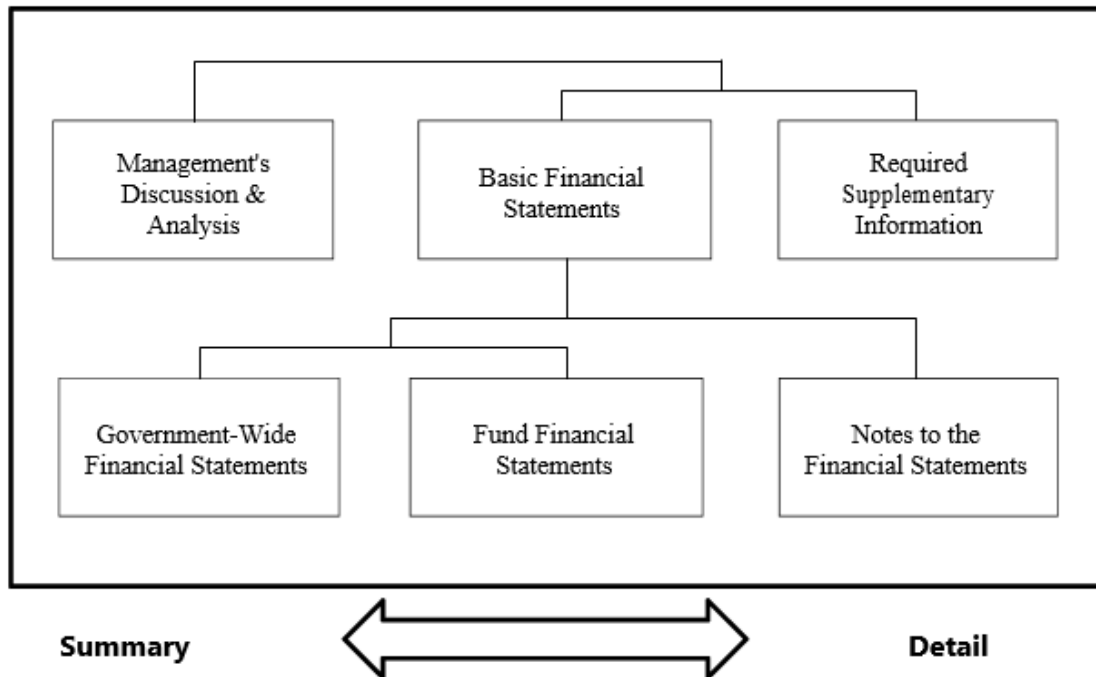 Management's
Discussion &
Analysis
Basic Financial
Statements
Required
Supplementary
Information
Government-Wide
Financial Statements
Fund Financial
Statements
Notes to the
Financial Statements
Summary
Detail